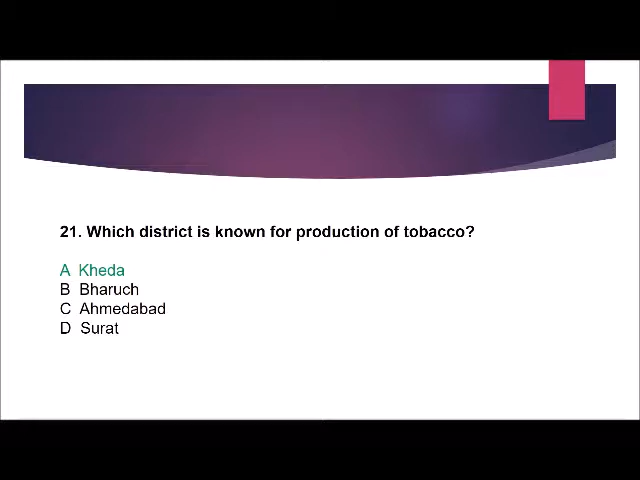 21. Which district is known for production of tobacco?
A Kheda
B Bharuch
C Ahmedabad
D Surat